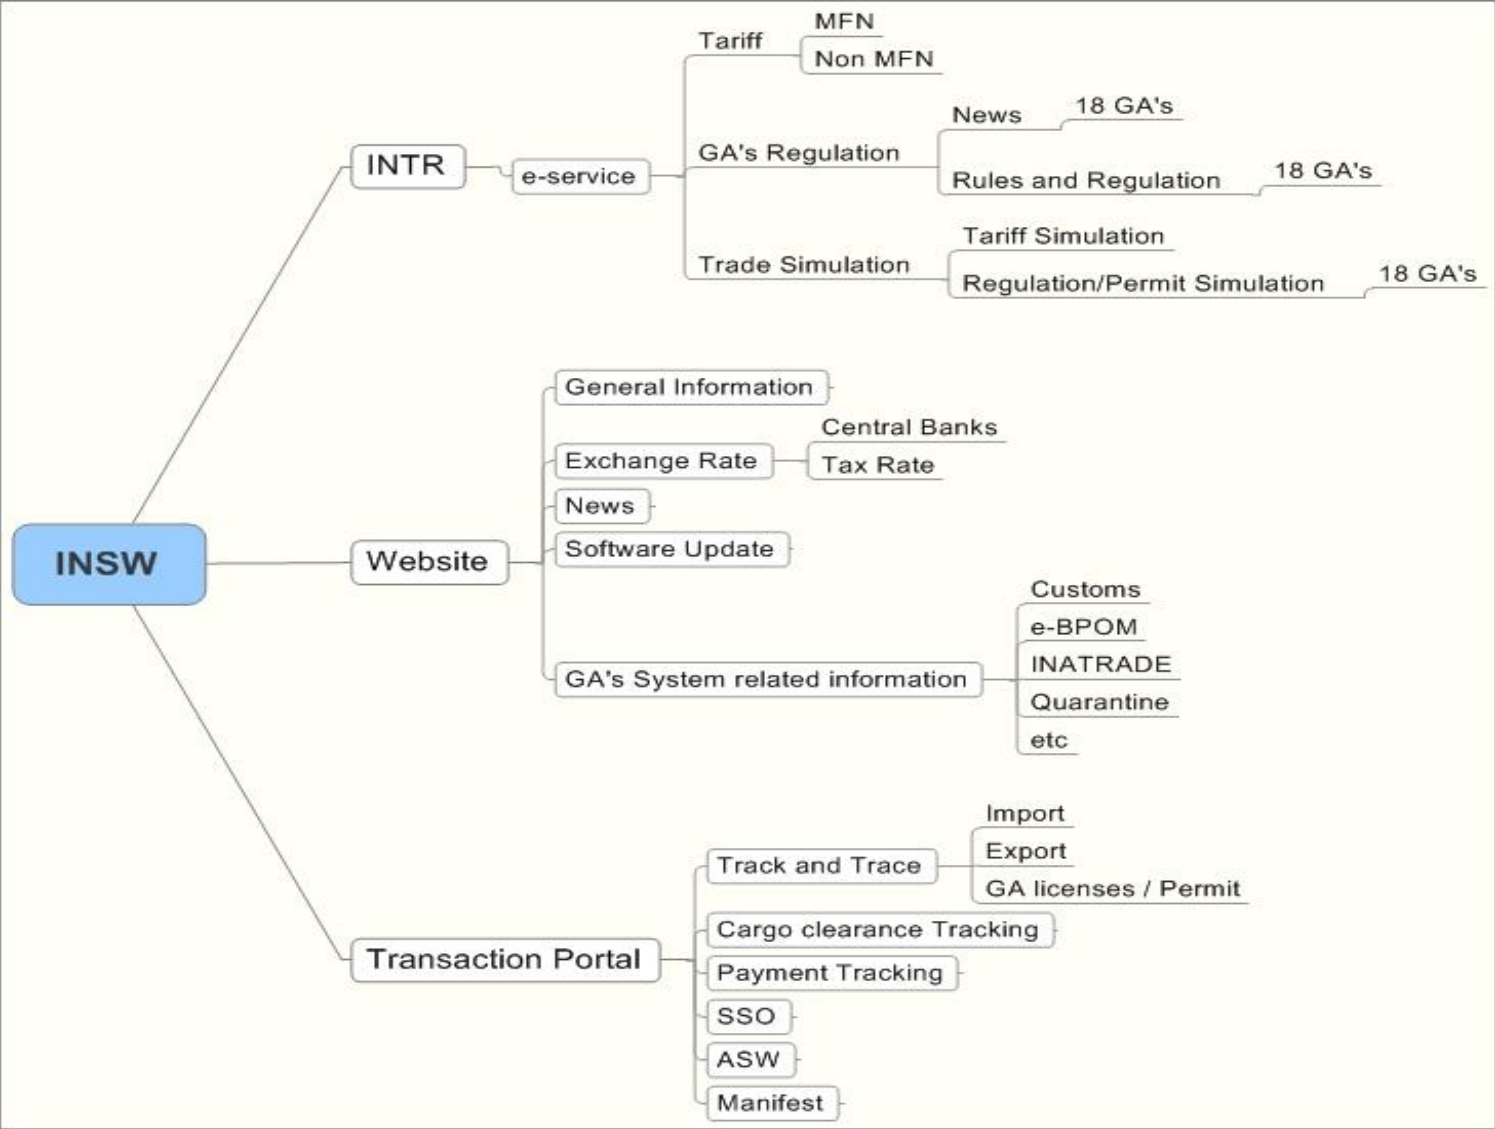 MFN
Tariff
Non MFN
18 GA's
News
INTR
e-service
GA's Regulation
18 GA's
Rules and Regulation
Tariff Simulation
Trade Simulation
18 GA's
Regulation/Permit Simulation
General Information
Central Banks
Exchange Rate
Tax Rate
News
Software Update
INSW
Website
Customs
e-BPOM
INATRADE
GA's System related information
Quarantine
etc
Import
Track and Trace
Export
GA licenses / Permit
Cargo clearance Tracking
Transaction Portal
Payment Tracking
SSO
ASW
Manifest